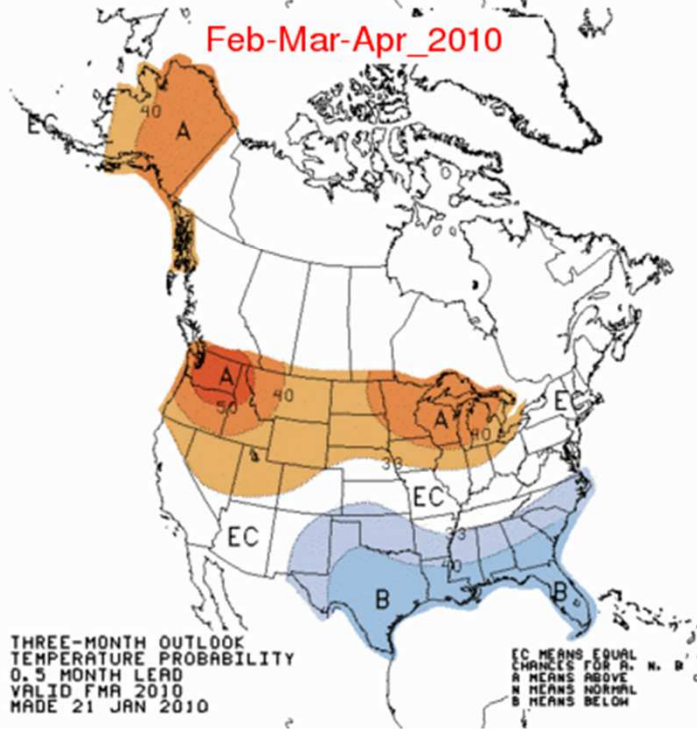 Feb-Mar-Apr_2010
40
A
EC
A
40
50
A
40
EC
33
EC
EC
33
40
B
B
THREE-MONTH OUTLOOK
TEMPERATURE PROBABILITY
0.5 MONTH LEAD
VALID FMA 2010
MADE 21 JAN 2010
EC MEANS EQUAL
CHANCES FOR A, N, B
A MEANS ABOVE
N MEANS NORMAL
B MEANS BELOW